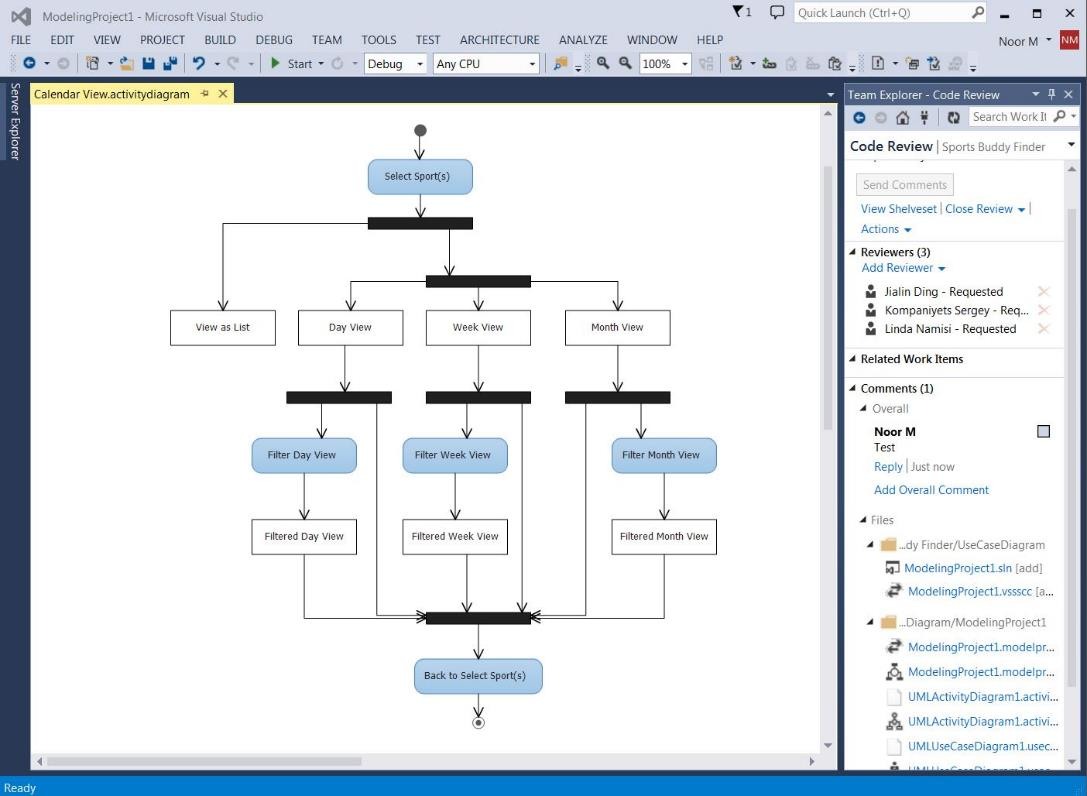 ModelingProject1 - Microsoft Visual Studio
1
Quick Launch (Ctrl+Q)
FILE EDIT VIEW PROJECT BUILD DEBUG TEAM TOOLS TEST ARCHITECTURE ANALYZE WINDOW HELP
Noor M NM
Start Debug Any CPU 100%
Server Explorer
Calendar View.activitydiagram
Select Sport(s)
View as List
Day View
Week View
Month View
Filter Day View
Filter Week View
Filter Month View
Filtered Day View
Filtered Week View
Filtered Month View
Back to Select Sport(s)
Team Explorer - Code Review
Search Work It
Code Review | Sports Buddy Finder
Send Comments
View Shelveset | Close Review |
Actions
Reviewers (3)
Add Reviewer
Jialin Ding - Requested
Kompaniyets Sergey - Req...
Linda Namisi - Requested
Related Work Items
Comments (1)
Overall
Noor M
Test
Reply | Just now
Add Overall Comment
Files
...dy Finder/UseCaseDiagram
ModelingProject1.sln [add]
ModelingProject1.vssscc [a...
...Diagram/ModelingProject1
ModelingProject1.modelpr...
ModelingProject1.modelpr...
UMLActivityDiagram1.activi...
UMLActivityDiagram1.activi...
UMLUseCaseDiagram1.usec...
Ready